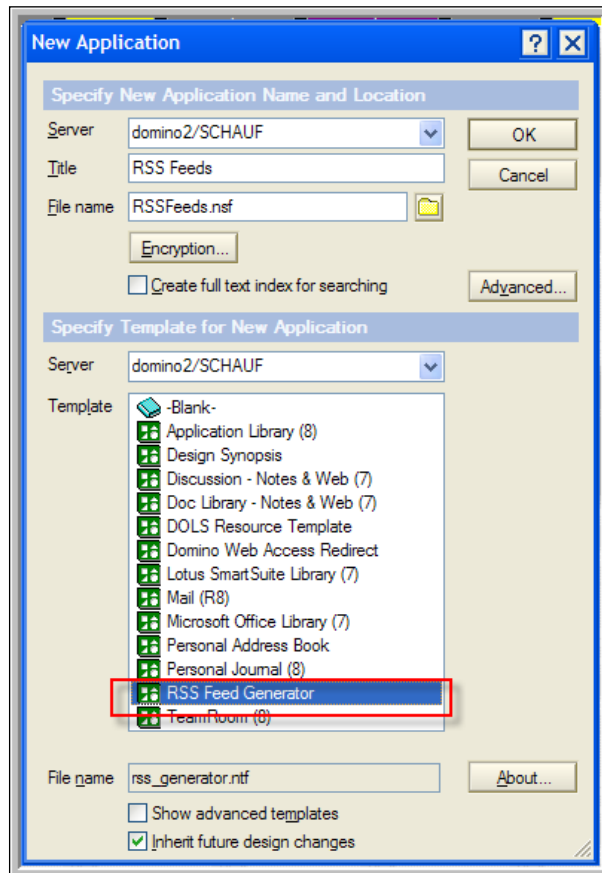 New Application
Specify New Application Name and Location
Server domino2/SCHAUF OK
Title RSS Feeds Cancel
File name RSSFeeds.nsf
Encryption...
Create full text index for searching Advanced...
Specify Template for New Application
Server domino2/SCHAUF
Template -Blank-
Application Library (8)
Design Synopsis
Discussion - Notes & Web (7)
Doc Library - Notes & Web (7)
DOLS Resource Template
Domino Web Access Redirect
Lotus SmartSuite Library (7)
Mail (R8)
Microsoft Office Library (7)
Personal Address Book
Personal Journal (8)
RSS Feed Generator
TeamRoom (8)
File name rss_generator.ntf About...
Show advanced templates
Inherit future design changes